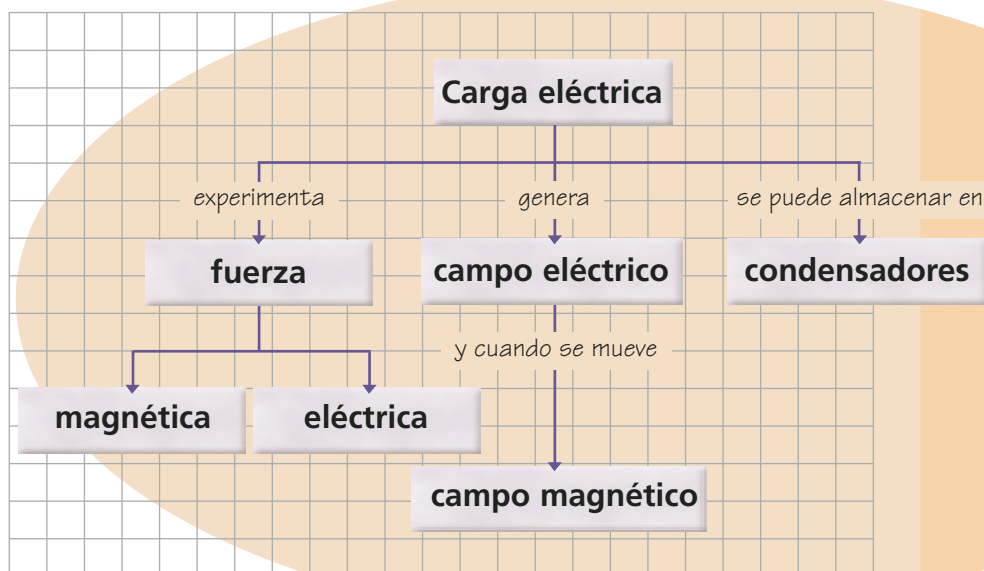 Carga eléctrica
experimenta
genera
se puede almacenar en
fuerza
campo eléctrico
condensadores
y cuando se mueve
magnética
eléctrica
campo magnético